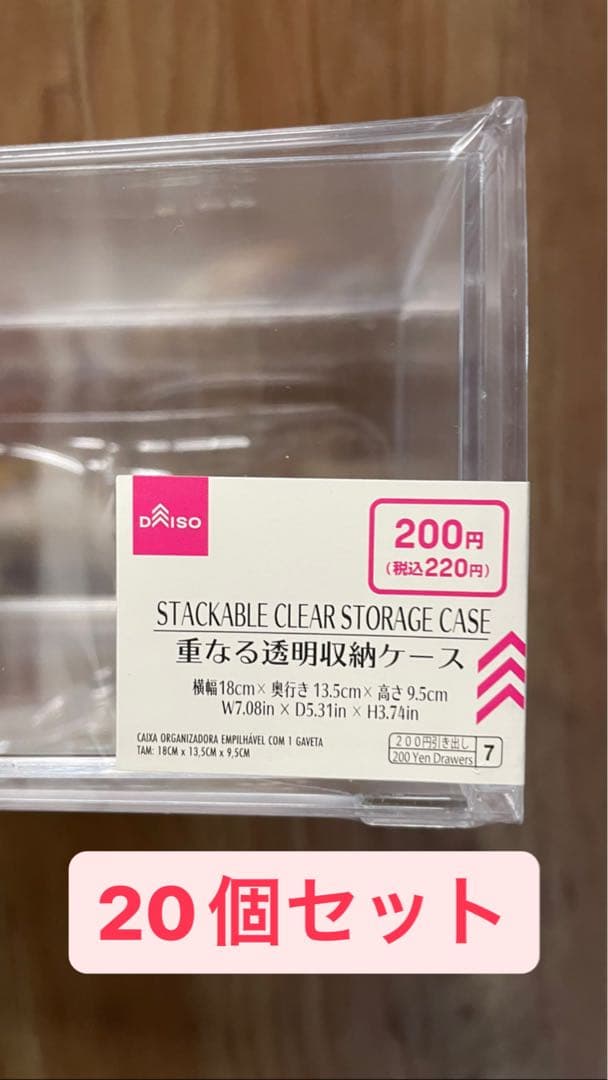 DAISO
200円
(税込220円)
STACKABLE CLEAR STORAGE CASE
重なる透明収納ケース
横幅18cm× 奥行き 13.5cm× 高さ 9.5cm
W7.08in × D5.31in × H3.74in
CAIXA ORGANIZADORA EMPILHÁVEL COM 1 GAVETA
TAM: 18CM x 13,5CM x 9,5CM
200円引き出し
200 Yen Drawers
7
20個セット